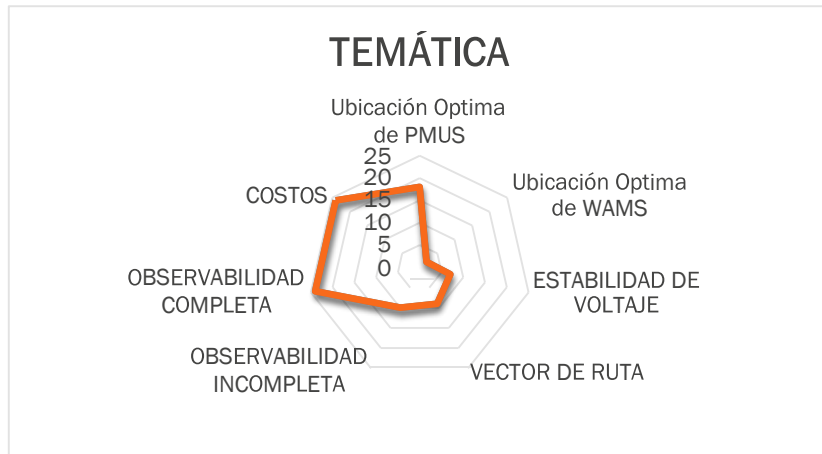 TEMÁTICA
Ubicación Optima
de PMUS
25
20
15
10
5
0
Ubicación Optima
de WAMS
ESTABILIDAD DE
VOLTAJE
VECTOR DE RUTA
OBSERVABILIDAD
INCOMPLETA
OBSERVABILIDAD
COMPLETA
COSTOS